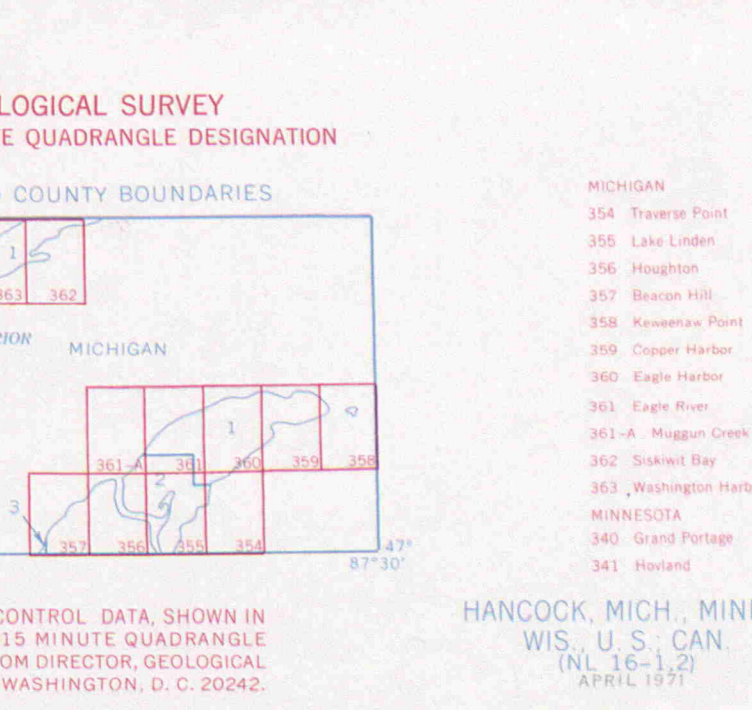 LOGICAL SURVEY
E QUADRANGLE DESIGNATION
COUNTY BOUNDARIES
1
363 362
RIOR
MICHIGAN
1
361-A 361 360 359 358
2
3
357 356 355 354
47°
87°30'
CONTROL DATA, SHOWN IN
15 MINUTE QUADRANGLE
OM DIRECTOR, GEOLOGICAL
WASHINGTON, D. C. 20242.
MICHIGAN
354 Traverse Point
355 Lake Linden
356 Houghton
357 Beacon Hill
358 Keweenaw Point
359 Copper Harbor
360 Eagle Harbor
361 Eagle River
361-A Muggun Creek
362 Siskiwit Bay
363 Washington Harb
MINNESOTA
340 Grand Portage
341 Hovland
HANCOCK, MICH., MINN
WIS., U. S.; CAN.
(NL 16-1,2)
APRIL 1971